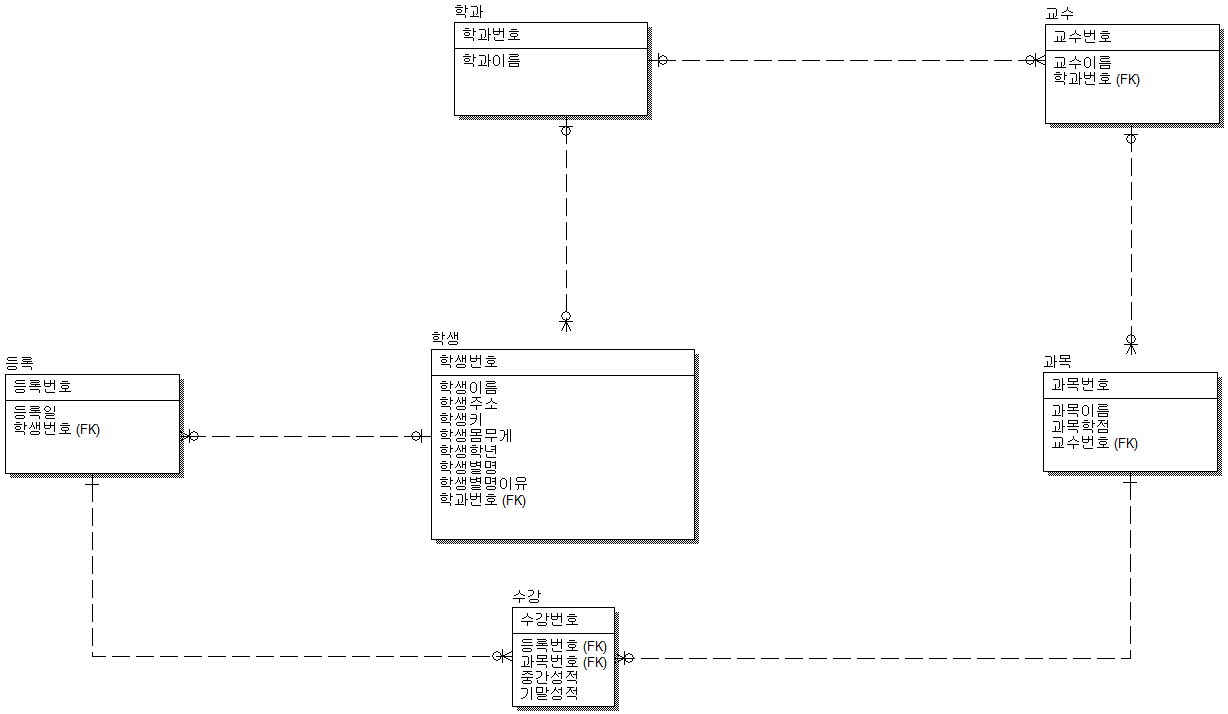 학과
학과번호
학과이름
교수
교수번호
교수이름
학과번호 (FK)
등록
등록번호
등록일
학생번호 (FK)
학생
학생번호
학생이름
학생주소
학생키
학생몸무게
학생학년
학생별명
학생별명이유
학과번호 (FK)
과목
과목번호
과목이름
과목학점
교수번호 (FK)
수강
수강번호
등록번호 (FK)
과목번호 (FK)
중간성적
기말성적